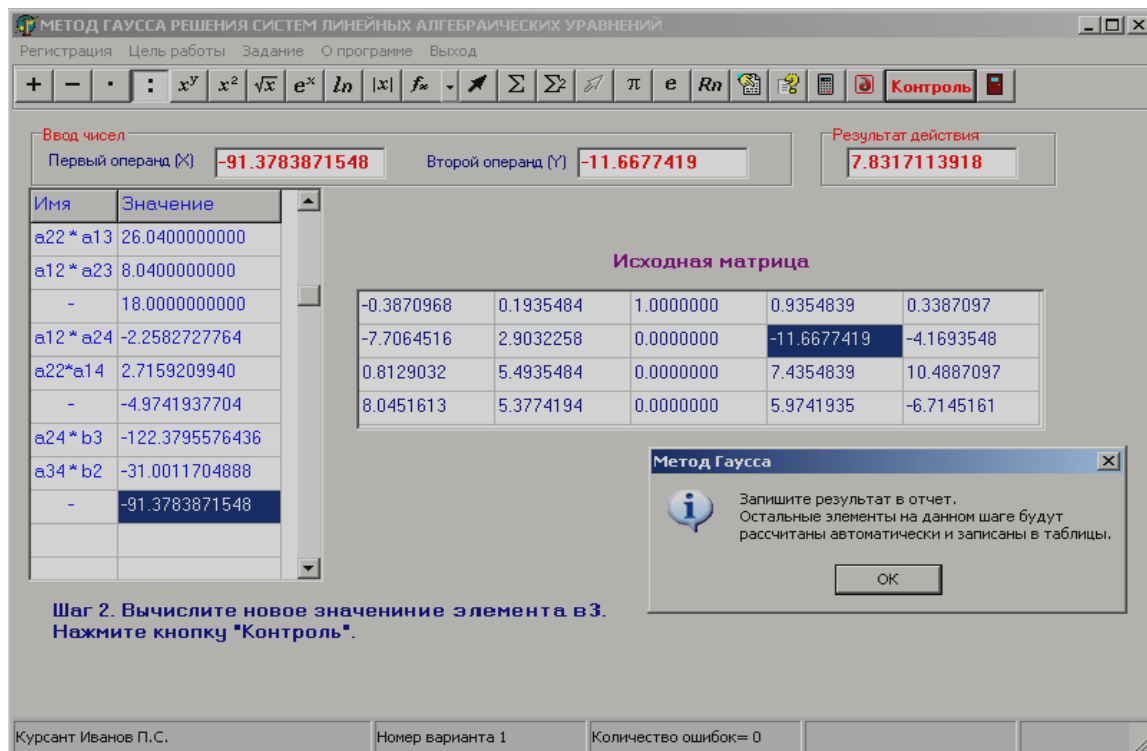 МЕТОД ГАУССА РЕШЕНИЯ СИСТЕМ ЛИНЕЙНЫХ АЛГЕБРАИЧЕСКИХ УРАВНЕНИЙ
Регистрация Цель работы Задание О программе Выход
+ − · : xʸ x² √x eˣ ln |x| Σ Σ² π e Rn Контроль
Ввод чисел
Первый операнд (X) -91.3783871548 Второй операнд (Y) -11.6677419
Результат действия
7.8317113918
Имя Значение
a22 * a13 26.0400000000
a12 * a23 8.0400000000
- 18.0000000000
a12 * a24 -2.2582727764
a22*a14 2.7159209940
- -4.9741937704
a24 * b3 -122.3795576436
a34 * b2 -31.0011704888
- -91.3783871548
Исходная матрица
-0.3870968 0.1935484 1.0000000 0.9354839 0.3387097
-7.7064516 2.9032258 0.0000000 -11.6677419 -4.1693548
0.8129032 5.4935484 0.0000000 7.4354839 10.4887097
8.0451613 5.3774194 0.0000000 5.9741935 -6.7145161
Метод Гаусса
Запишите результат в отчет.
Остальные элементы на данном шаге будут
рассчитаны автоматически и записаны в таблицы.
OK
Шаг 2. Вычислите новое значениние элемента в3.
Нажмите кнопку "Контроль".
Курсант Иванов П.С. Номер варианта 1 Количество ошибок= 0